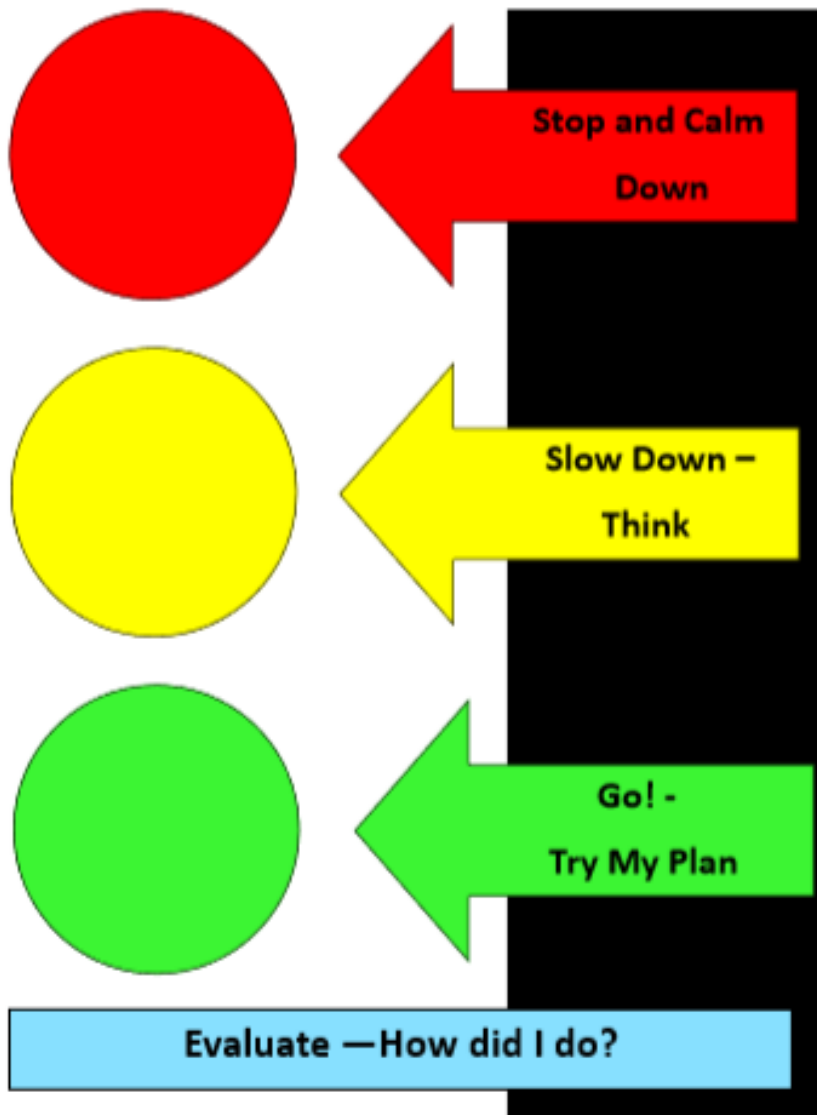 Stop and Calm
Down
Slow Down –
Think
Go! -
Try My Plan
Evaluate —How did I do?